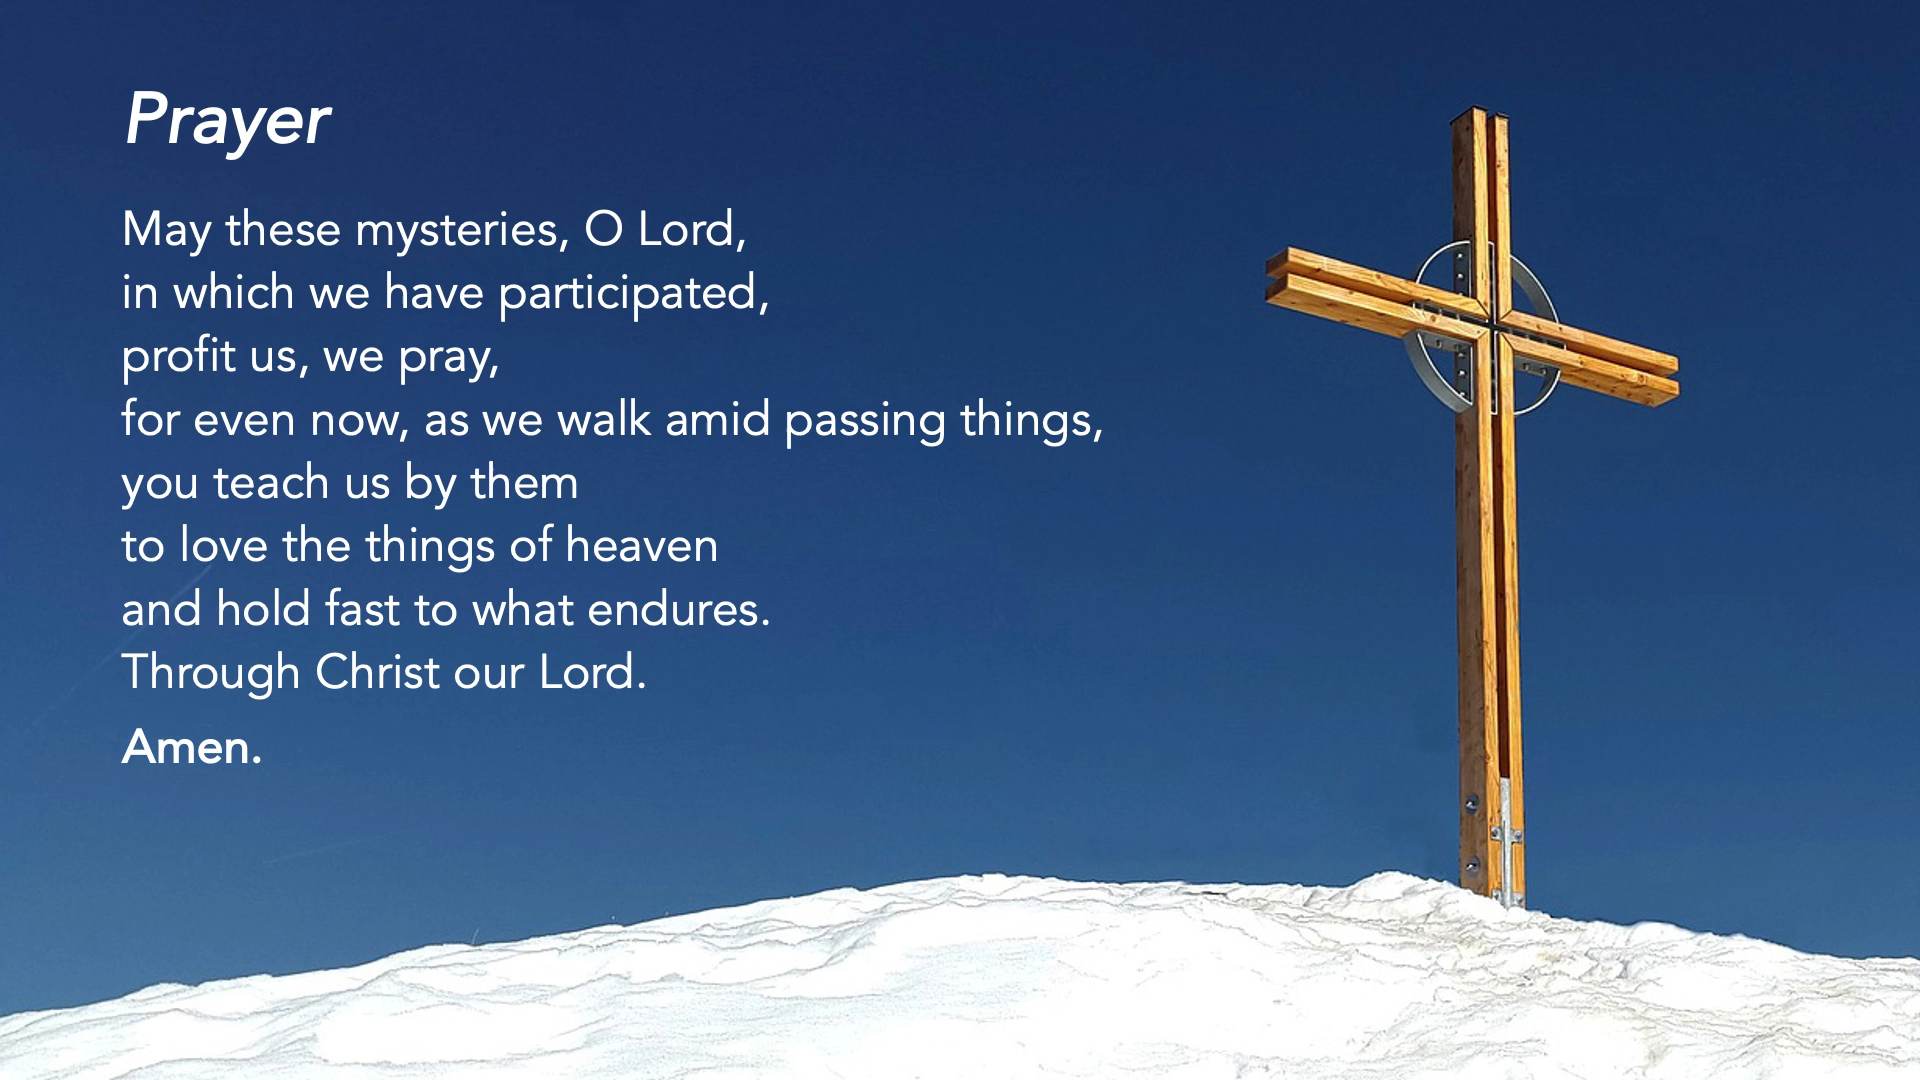 Prayer
May these mysteries, O Lord,
in which we have participated,
profit us, we pray,
for even now, as we walk amid passing things,
you teach us by them
to love the things of heaven
and hold fast to what endures.
Through Christ our Lord.
Amen.